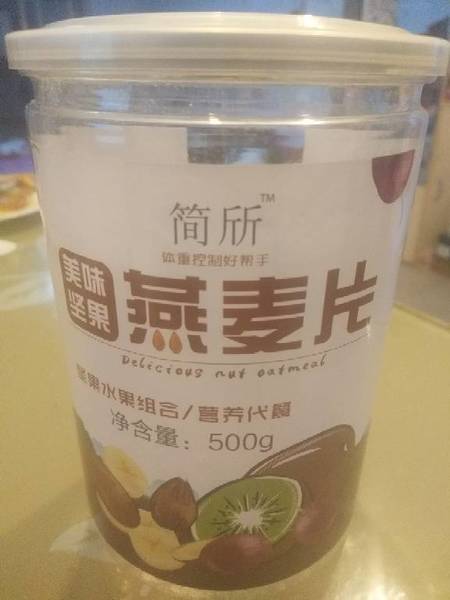 简斦™
体重控制好帮手
美味
坚果
燕麦片
Delicious nut oatmeal
坚果水果组合/营养代餐
净含量：500g